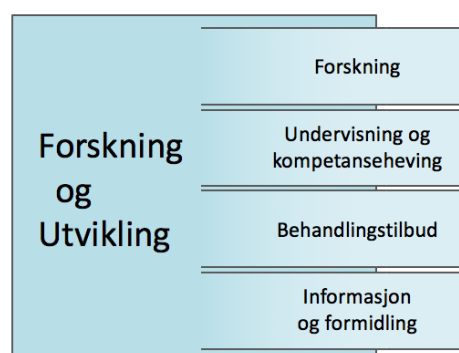 Forskning
og
Utvikling
Forskning
Undervisning og
kompetanseheving
Behandlingstilbud
Informasjon
og formidling